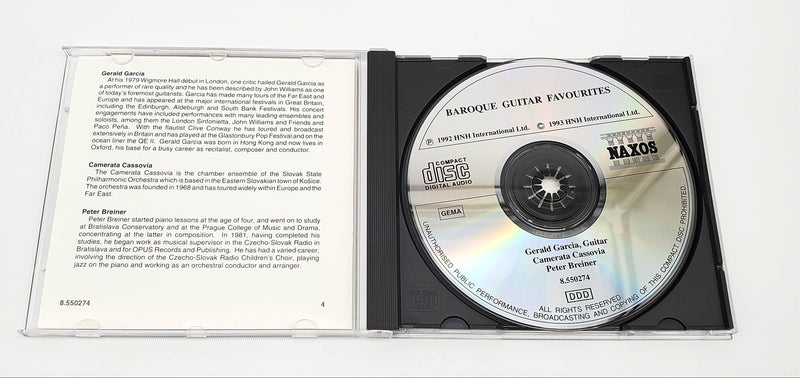 Gerald Garcia
At his 1979 Wigmore Hall début in London, one critic hailed Gerald Garcia as
a performer of rare quality and he has been described by John Williams as one
of today's foremost guitarists. Garcia has made many tours of the Far East and
Europe and has appeared at the major international festivals in Great Britain,
including the Edinburgh, Aldeburgh and South Bank Festivals. His concert
engagements have included performances with many leading ensembles and
soloists, among them the London Sinfonietta, John Williams and Friends and
Paco Peña. With the flautist Clive Conway he has toured and broadcast
extensively in Britain and has played at the Glastonbury Pop Festival and on the
ocean liner the QE II. Gerald Garcia was born in Hong Kong and now lives in
Oxford, his base for a busy career as recitalist, composer and conductor.
Camerata Cassovia
The Camerata Cassovia is the chamber ensemble of the Slovak State
Philharmonic Orchestra which is based in the Eastern Slovakian town of Košice.
The orchestra was founded in 1968 and has toured widely within Europe and the
Far East.
Peter Breiner
Peter Breiner started piano lessons at the age of four, and went on to study
at Bratislava Conservatory and at the Prague College of Music and Drama,
concentrating at the latter in composition. In 1981, having completed his
studies, he began work as musical supervisor in the Czecho-Slovak Radio in
Bratislava and for OPUS Records and Publishing. He has had a varied career,
involving the direction of the Czecho-Slovak Radio Children's Choir, playing
jazz on the piano and working as an orchestral conductor and arranger.
8.550274
4
BAROQUE GUITAR FAVOURITES
℗ 1992 HNH International Ltd. © 1993 HNH International Ltd.
COMPACT
disc
DIGITAL AUDIO
NAXOS
GEMA
Gerald Garcia, Guitar
Camerata Cassovia
Peter Breiner
8.550274
DDD
ALL RIGHTS RESERVED.
UNAUTHORISED PUBLIC PERFORMANCE, BROADCASTING AND COPYING OF THIS COMPACT DISC PROHIBITED.